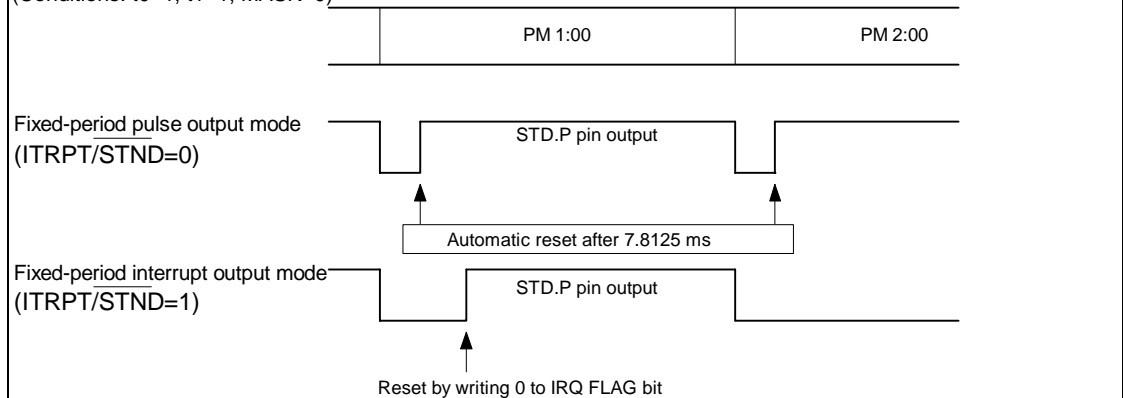 (Conditions:
PM 1:00 PM 2:00
Fixed-period pulse output mode
(ITRPT/STND=0)
STD.P pin output
Automatic reset after 7.8125 ms
Fixed-period interrupt output mode
(ITRPT/STND=1)
STD.P pin output
Reset by writing 0 to IRQ FLAG bit